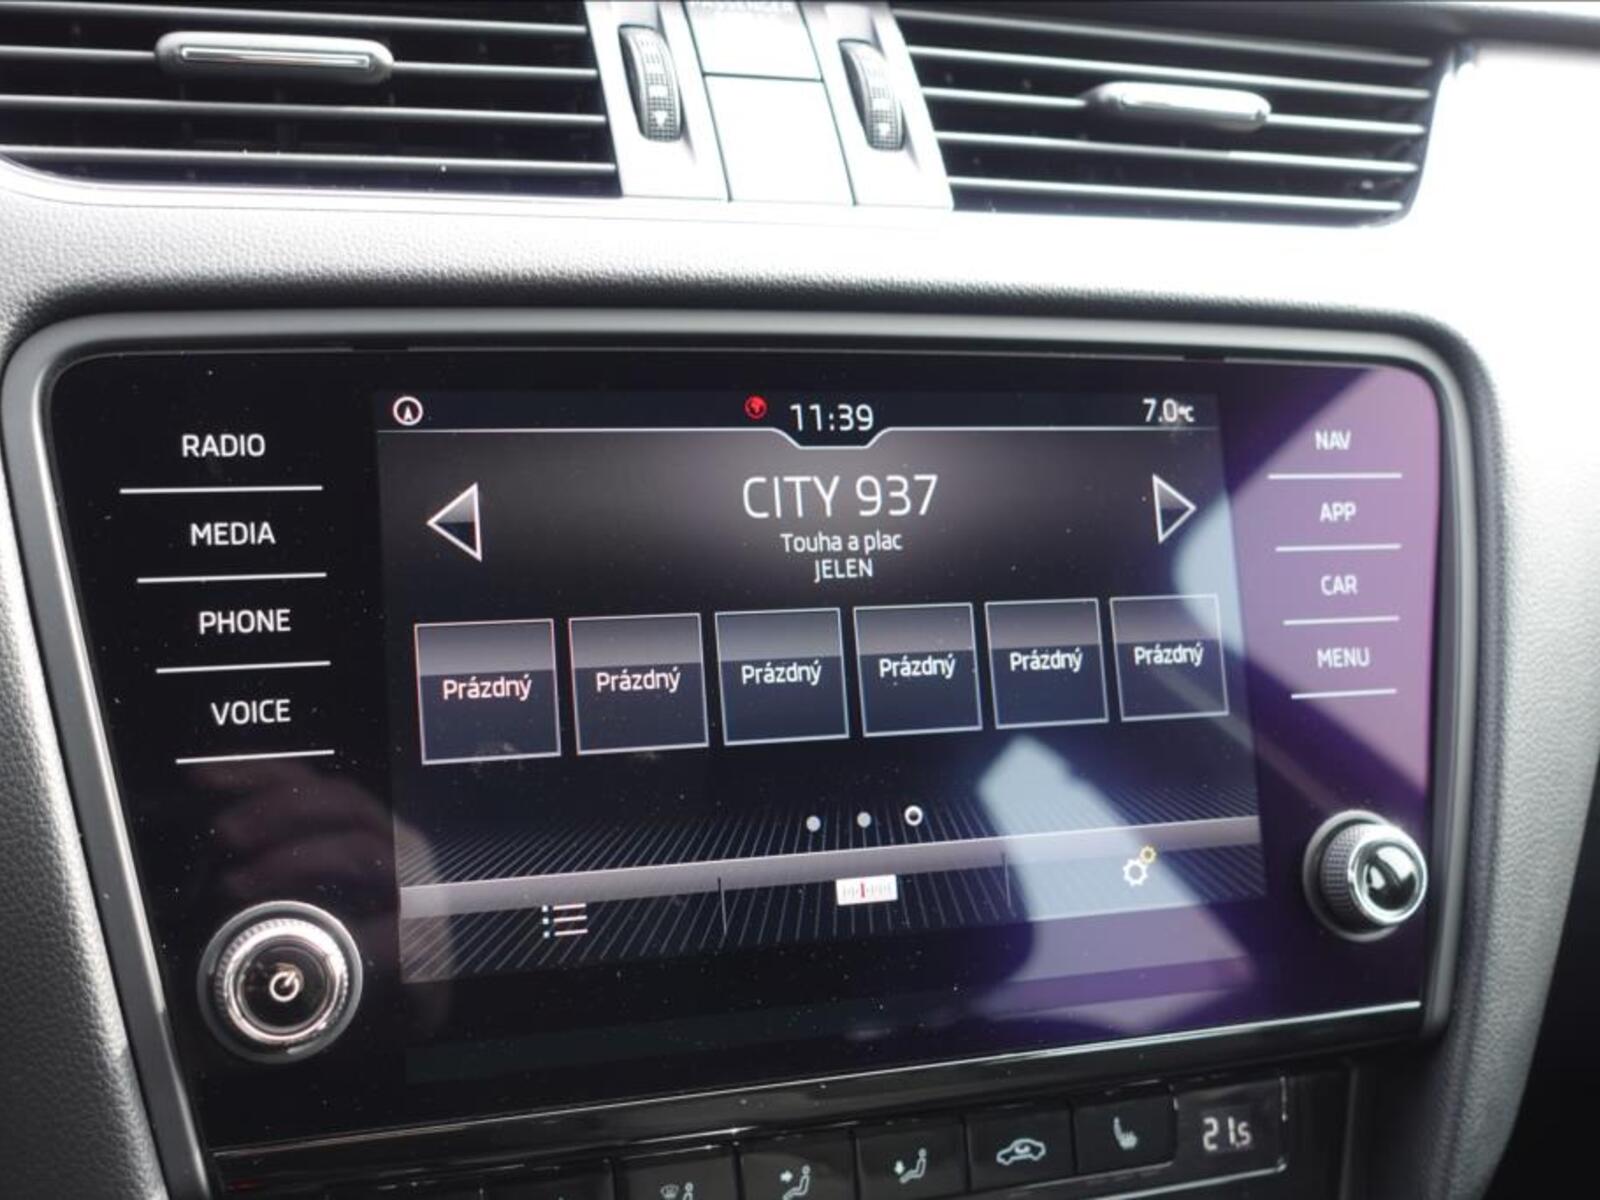 PASSENGER
11:39
7.0°C
RADIO
MEDIA
PHONE
VOICE
CITY 937
Touha a plac
JELEN
Prázdný
Prázdný
Prázdný
Prázdný
Prázdný
Prázdný
NAV
APP
CAR
MENU
21.5